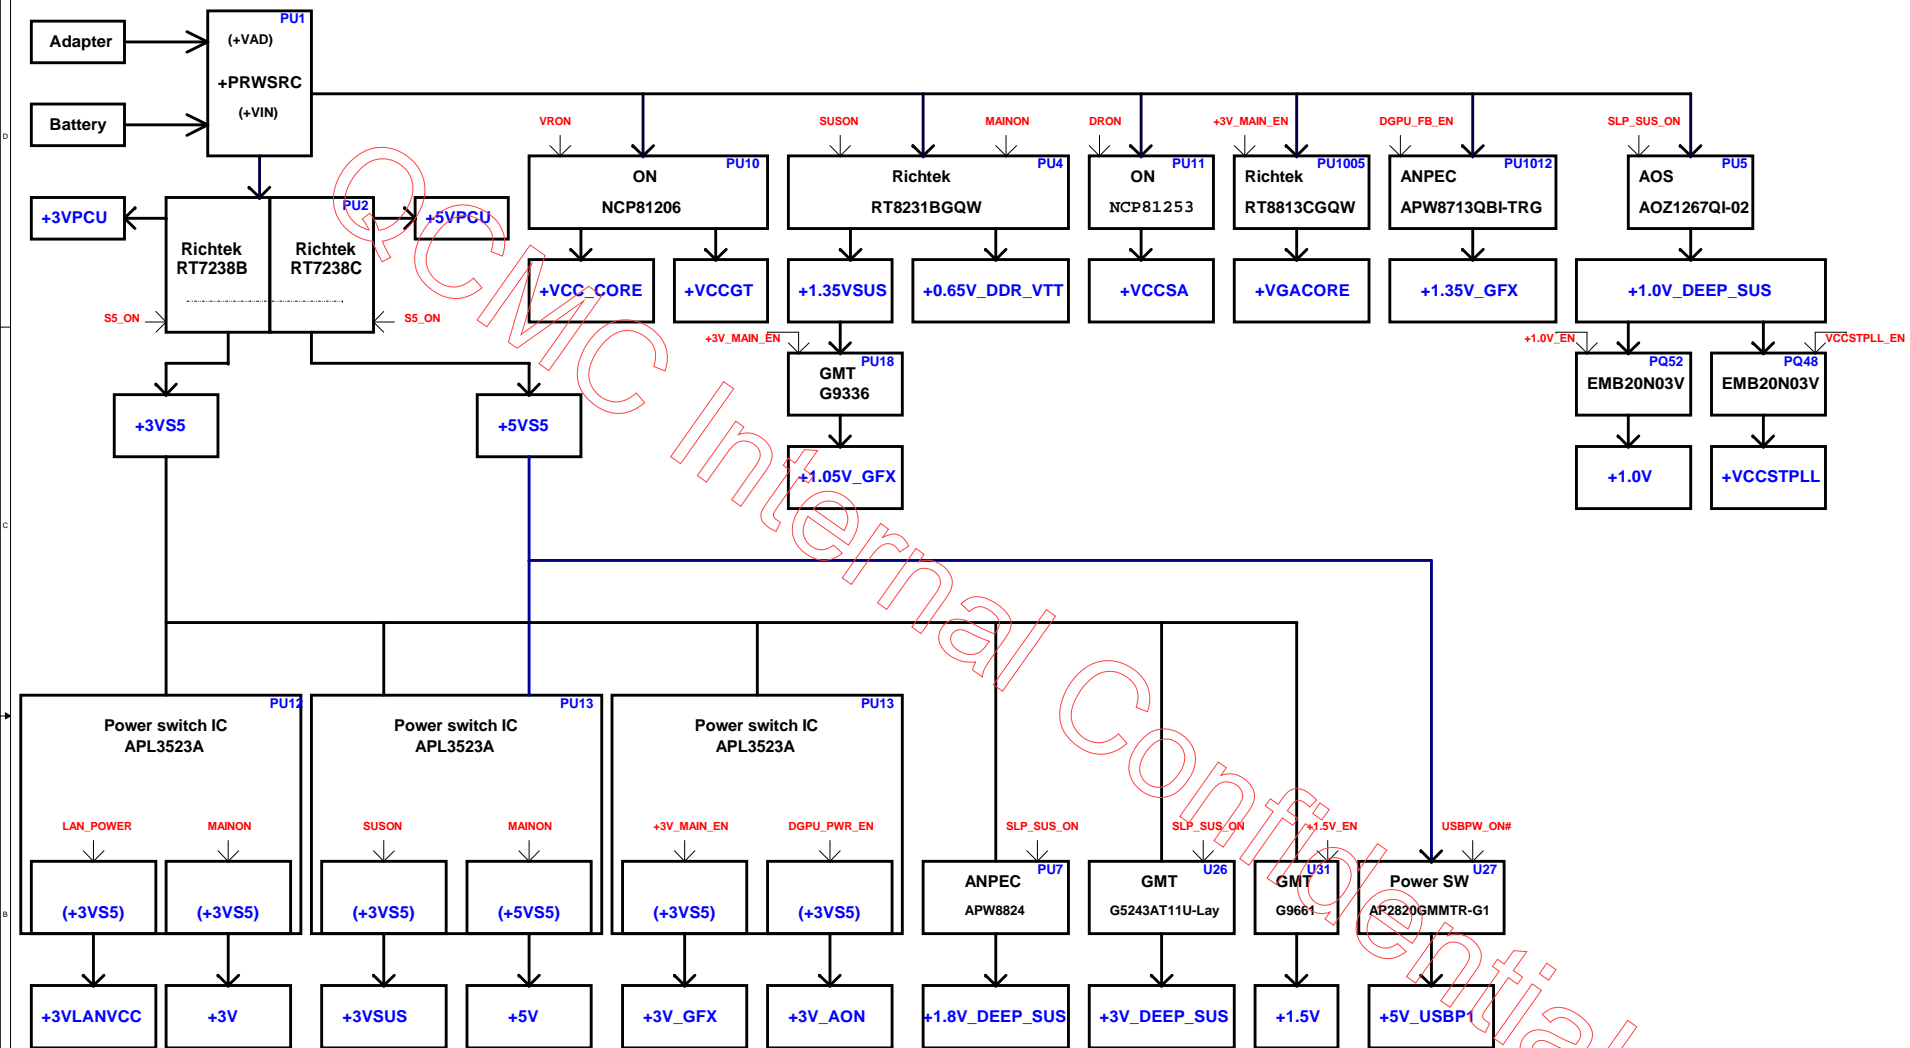 Adapter
Battery
PU1
(+VAD)
+PRWSRC
(+VIN)
VRON
SUSON
MAINON
DRON
+3V_MAIN_EN
DGPU_FB_EN
SLP_SUS_ON
PU10
ON
NCP81206
PU4
Richtek
RT8231BGQW
PU11
ON
NCP81253
PU1005
Richtek
RT8813CGQW
PU1012
ANPEC
APW8713QBI-TRG
PU5
AOS
AOZ1267QI-02
+3VPCU
PU2
+5VPCU
Richtek
RT7238B
Richtek
RT7238C
S5_ON
S5_ON
+VCC_CORE
+VCCGT
+1.35VSUS
+0.65V_DDR_VTT
+VCCSA
+VGACORE
+1.35V_GFX
+1.0V_DEEP_SUS
+3V_MAIN_EN
PU18
GMT
G9336
+1.0V_EN
VCCSTPLL_EN
PQ52
EMB20N03V
PQ48
EMB20N03V
+3VS5
+5VS5
+1.05V_GFX
+1.0V
+VCCSTPLL
PU12
Power switch IC
APL3523A
PU13
Power switch IC
APL3523A
PU13
Power switch IC
APL3523A
LAN_POWER
MAINON
SUSON
MAINON
+3V_MAIN_EN
DGPU_PWR_EN
SLP_SUS_ON
SLP_SUS_ON
+1.5V_EN
USBPW_ON#
(+3VS5)
(+3VS5)
(+3VS5)
(+5VS5)
(+3VS5)
(+3VS5)
PU7
ANPEC
APW8824
U26
GMT
G5243AT11U-Lay
U31
GMT
G9661
U27
Power SW
AP2820GMMTR-G1
+3VLANVCC
+3V
+3VSUS
+5V
+3V_GFX
+3V_AON
+1.8V_DEEP_SUS
+3V_DEEP_SUS
+1.5V
+5V_USBP1
QCMC Internal Confidential
D
C
B